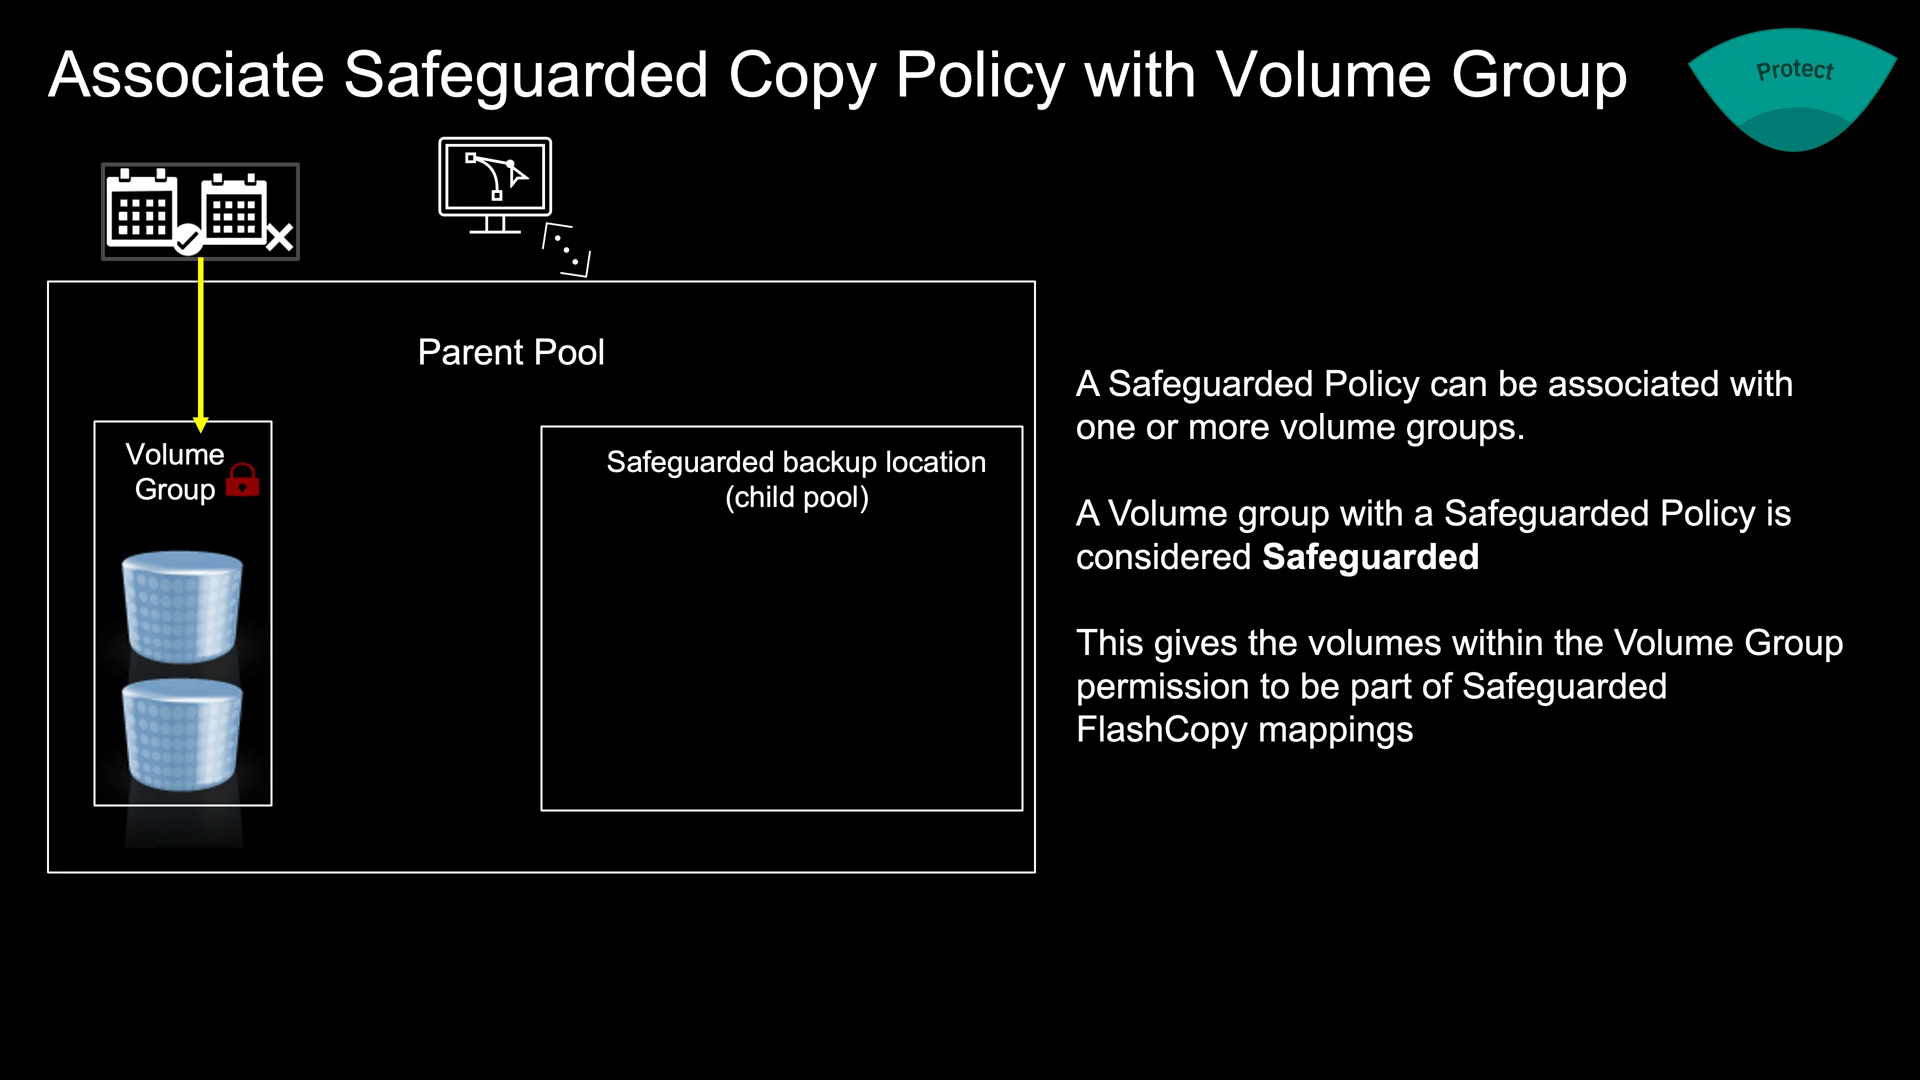 Associate Safeguarded Copy Policy with Volume Group
Protect
Parent Pool
Volume
Group
Safeguarded backup location
(child pool)
A Safeguarded Policy can be associated with
one or more volume groups.
A Volume group with a Safeguarded Policy is
considered Safeguarded
This gives the volumes within the Volume Group
permission to be part of Safeguarded
FlashCopy mappings